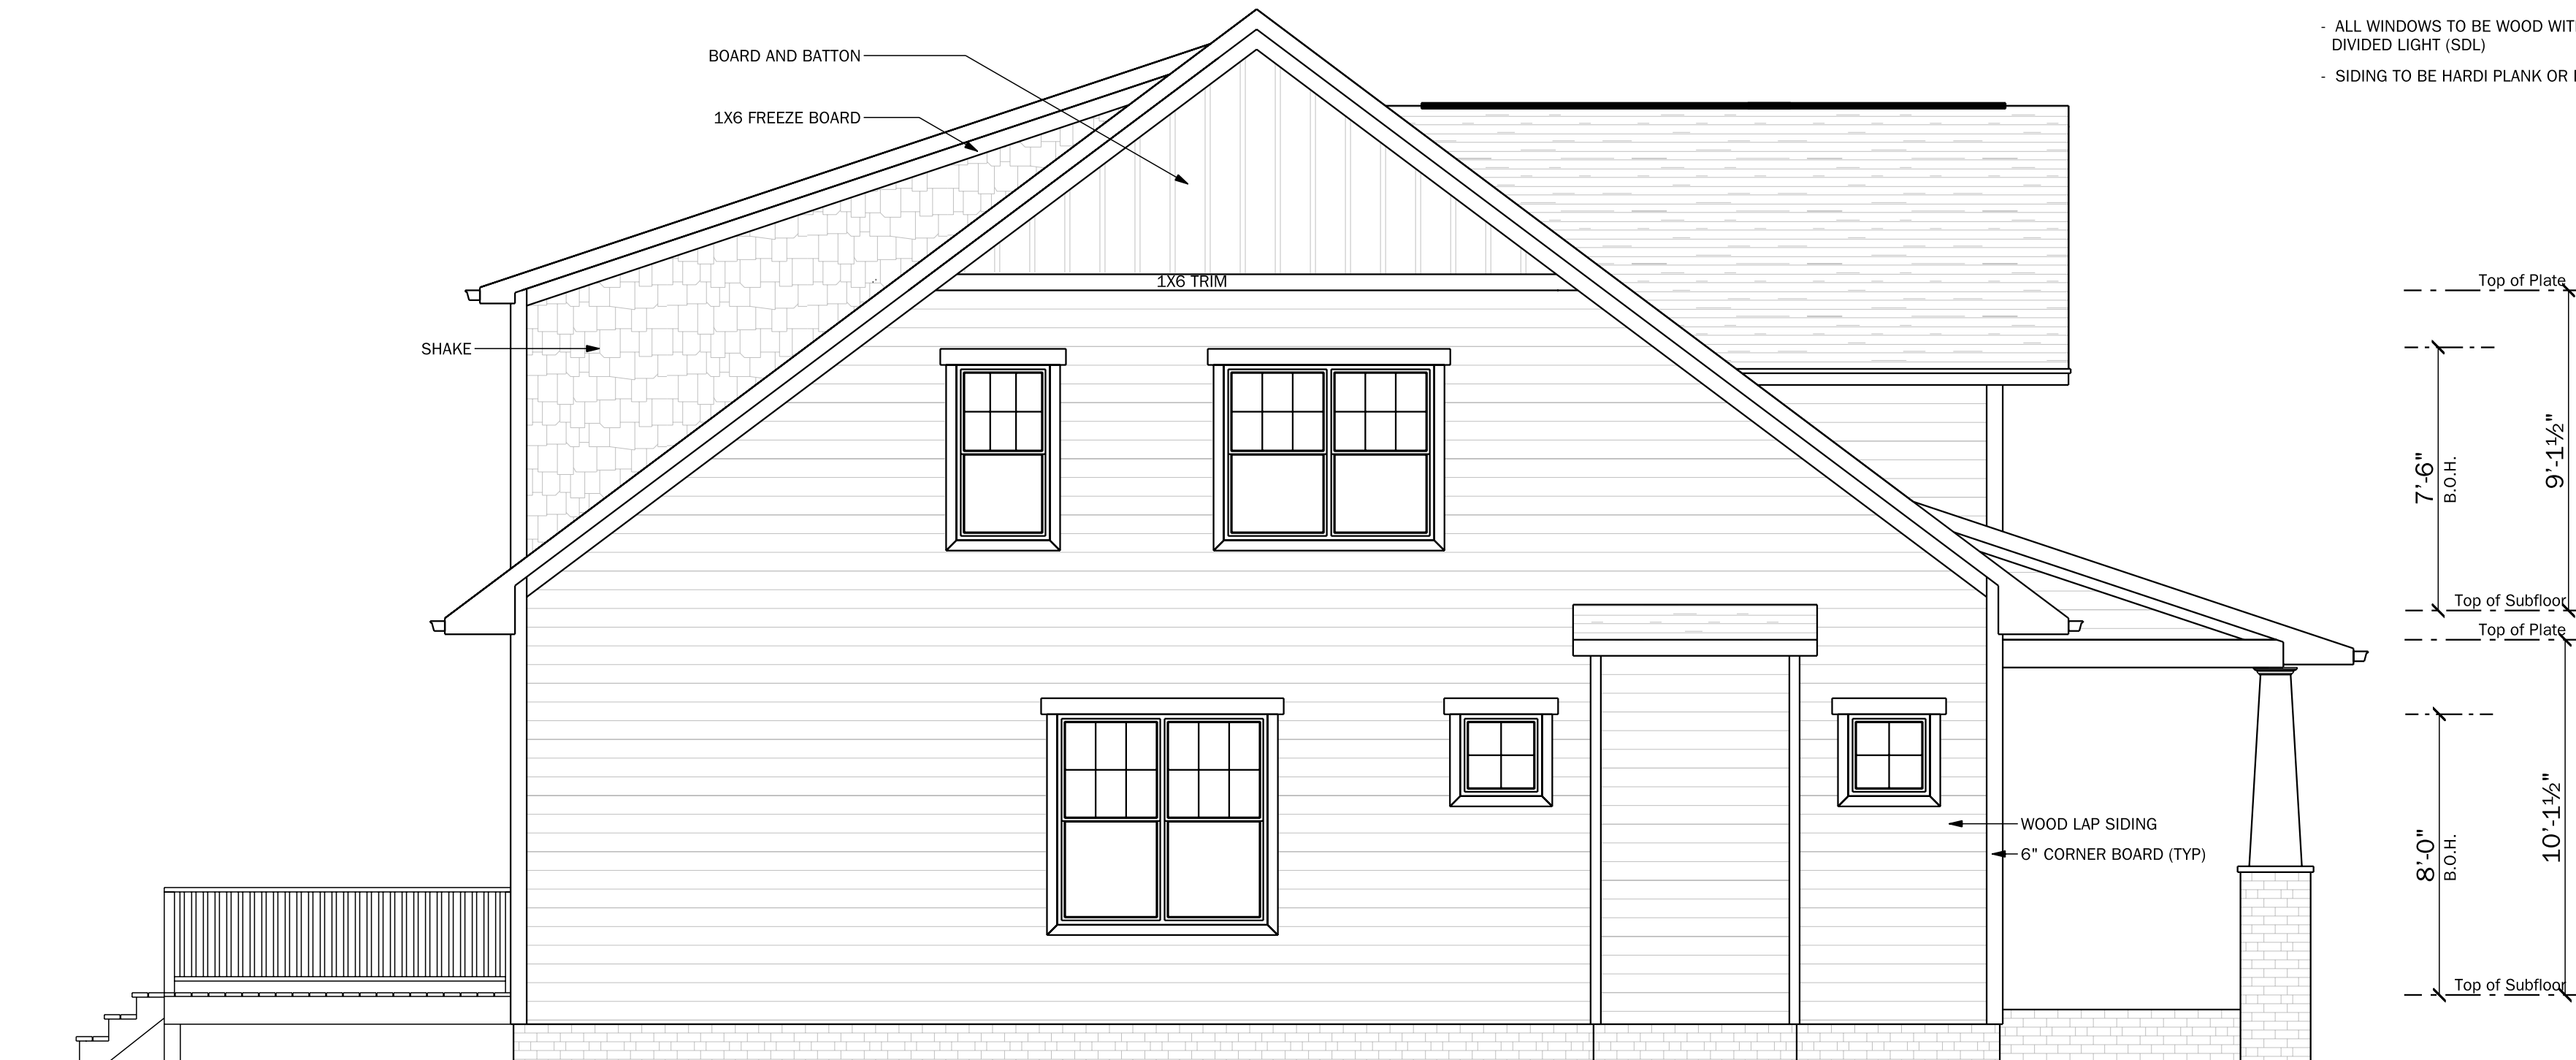 - ALL WINDOWS TO BE WOOD
DIVIDED LIGHT (SDL)
- SIDING TO BE HARDI PLANK OR
BOARD AND BATTON
1X6 FREEZE BOARD
1X6 TRIM
SHAKE
Top of Plate
7'-6"
B.O.H.
9'-1½"
Top of Subfloor
Top of Plate
WOOD LAP SIDING
6" CORNER BOARD (TYP)
8'-0"
B.O.H.
10'-1½"
Top of Subfloor